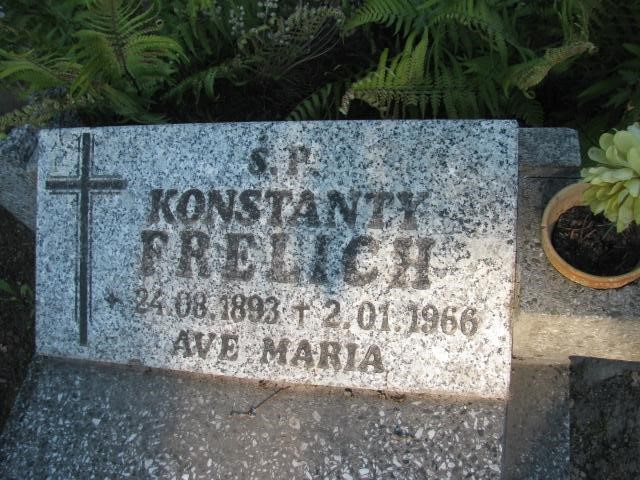 Ś.P.
KONSTANTY
FRELICH
* 24.08.1893 † 2.01.1966
AVE MARIA